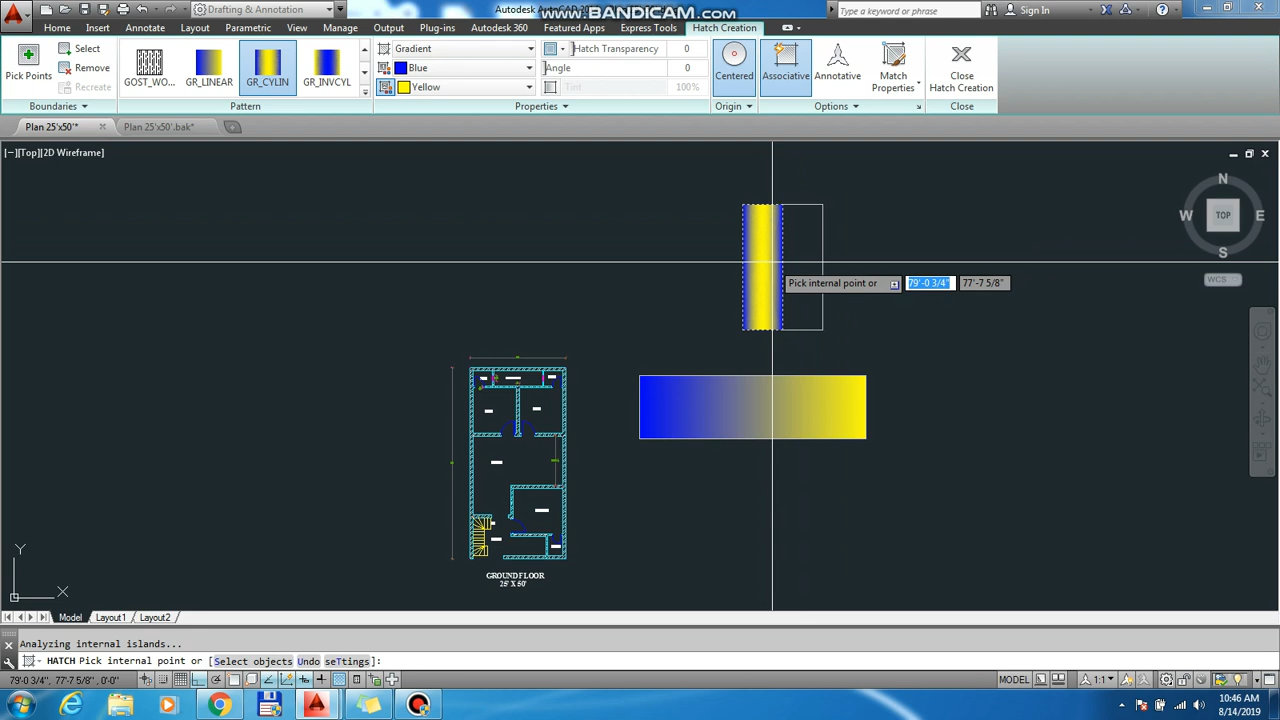 Drafting & Annotation
Autodesk AutoCAD
www.BANDICAM.com
Type a keyword or phrase
Sign In
Home Insert Annotate Layout Parametric View Manage Output Plug-ins Autodesk 360 Featured Apps Express Tools Hatch Creation
Pick Points
Select
Remove
GOST_WO...
GR_LINEAR
GR_CYLIN
GR_INVCYL
Gradient
Blue
Yellow
Hatch Transparency 0
Angle 0
Tint 100%
Centered
Associative
Annotative
Match Properties
Close Hatch Creation
Boundaries Pattern Properties Origin Options Close
Plan 25'x50'* Plan 25'x50'.bak*
[−][Top][2D Wireframe]
N
W TOP E
S
WCS
Pick internal point or 79'-0 3/4" 77'-7 5/8"
GROUND FLOOR
25' X 50'
Y
X
Model Layout1 Layout2
Analyzing internal islands...
HATCH Pick internal point or [Select objects Undo seTtings]:
79'-0 3/4", 77'-7 5/8", 0'-0" MODEL 1:1
10:46 AM
8/14/2019